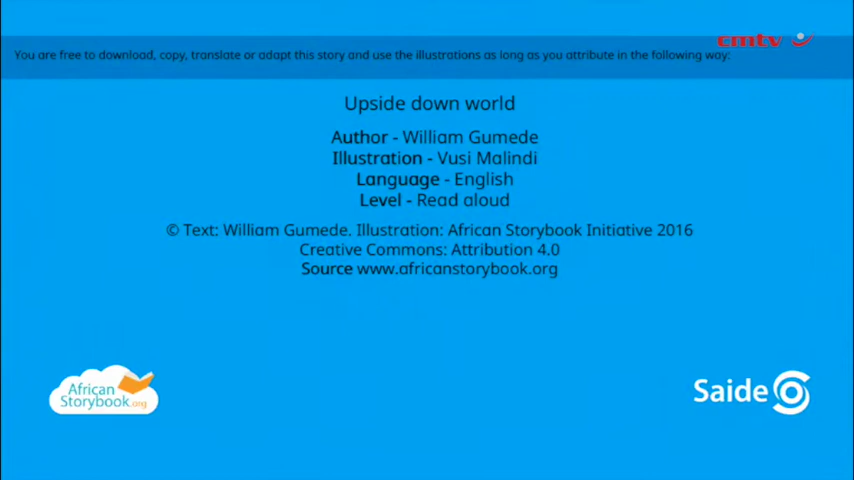 cmtv
You are free to download, copy, translate or adapt this story and use the illustrations as long as you attribute in the following way:
Upside down world
Author - William Gumede
Illustration - Vusi Malindi
Language - English
Level - Read aloud
© Text: William Gumede. Illustration: African Storybook Initiative 2016
Creative Commons: Attribution 4.0
Source www.africanstorybook.org
African
Storybook.org
Saide